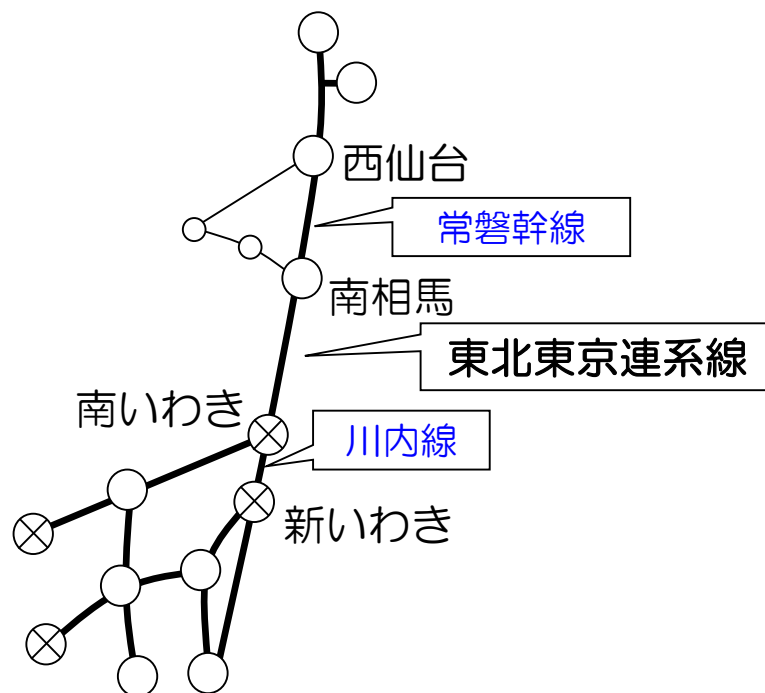 西仙台
常磐幹線
南相馬
東北東京連系線
南いわき
川内線
新いわき